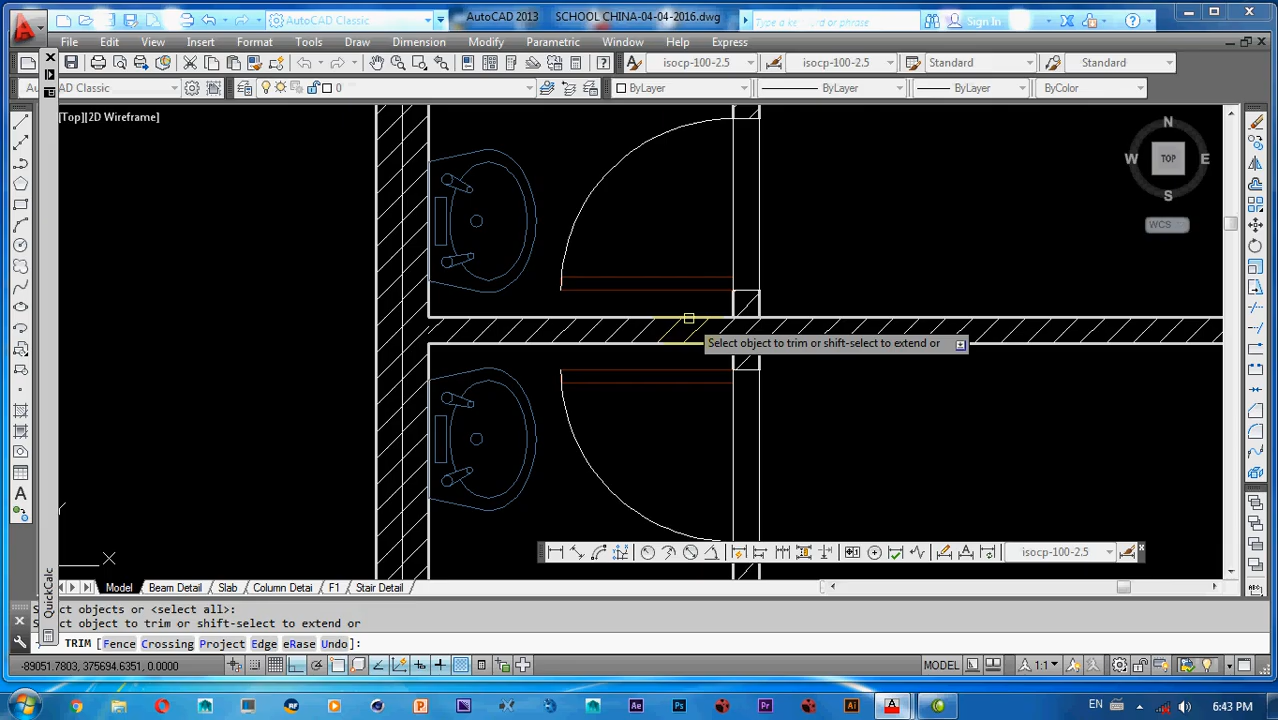 AutoCAD Classic
AutoCAD 2013 SCHOOL CHINA-04-04-2016.dwg
Type a keyword or phrase
Sign In
File Edit View Insert Format Tools Draw Dimension Modify Parametric Window Help Express
isocp-100-2.5 isocp-100-2.5 Standard Standard
CAD Classic 0 ByLayer ByLayer ByLayer ByColor
[Top][2D Wireframe]
N
W TOP E
S
WCS
Select object to trim or shift-select to extend or
isocp-100-2.5
X
QuickCalc
Model Beam Detail Slab Column Detai F1 Stair Detail
Select objects or <select all>:
Select object to trim or shift-select to extend or
TRIM [Fence Crossing Project Edge eRase Undo]:
-89051.7803, 375694.6351, 0.0000
MODEL 1:1
EN 6:43 PM